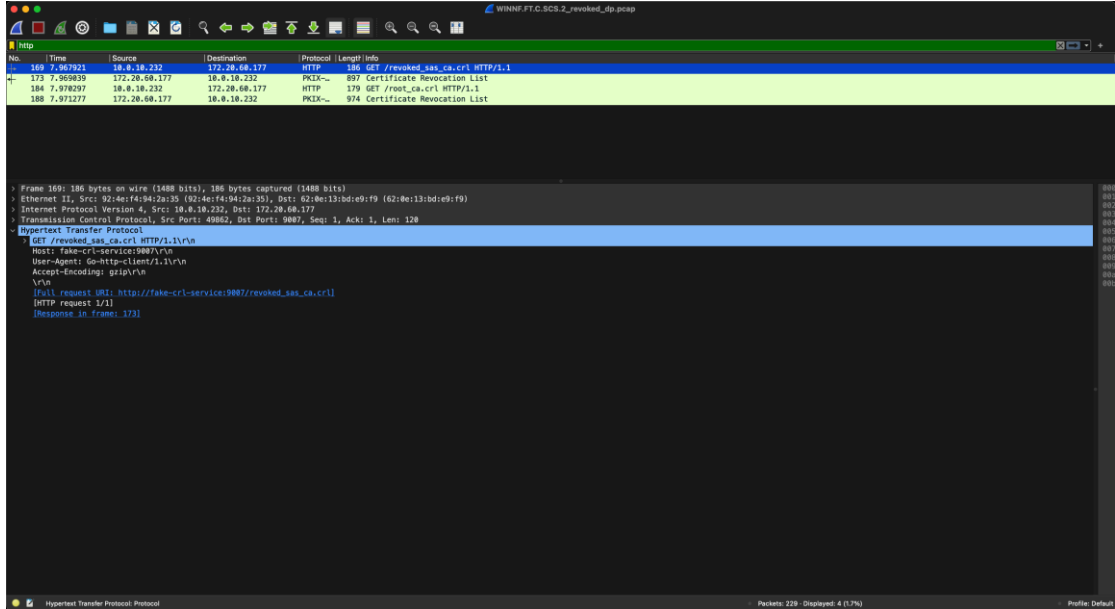 WINNF.FT.C.SCS.2_revoked_dp.pcap
http
No. Time Source Destination Protocol Length Info
169 7.967921 10.0.10.232 172.20.60.177 HTTP 186 GET /revoked_sas_ca.crl HTTP/1.1
173 7.969039 172.20.60.177 10.0.10.232 PKIX-… 897 Certificate Revocation List
184 7.970297 10.0.10.232 172.20.60.177 HTTP 179 GET /root_ca.crl HTTP/1.1
188 7.971277 172.20.60.177 10.0.10.232 PKIX-… 974 Certificate Revocation List
Frame 169: 186 bytes on wire (1488 bits), 186 bytes captured (1488 bits)
Ethernet II, Src: 92:4e:f4:94:2a:35 (92:4e:f4:94:2a:35), Dst: 62:0e:13:bd:e9:f9 (62:0e:13:bd:e9:f9)
Internet Protocol Version 4, Src: 10.0.10.232, Dst: 172.20.60.177
Transmission Control Protocol, Src Port: 49862, Dst Port: 9007, Seq: 1, Ack: 1, Len: 120
Hypertext Transfer Protocol
GET /revoked_sas_ca.crl HTTP/1.1\r\n
Host: fake-crl-service:9007\r\n
User-Agent: Go-http-client/1.1\r\n
Accept-Encoding: gzip\r\n
\r\n
[Full request URI: http://fake-crl-service:9007/revoked_sas_ca.crl]
[HTTP request 1/1]
[Response in frame: 173]
Hypertext Transfer Protocol: Protocol
Packets: 229 · Displayed: 4 (1.7%)
Profile: Default